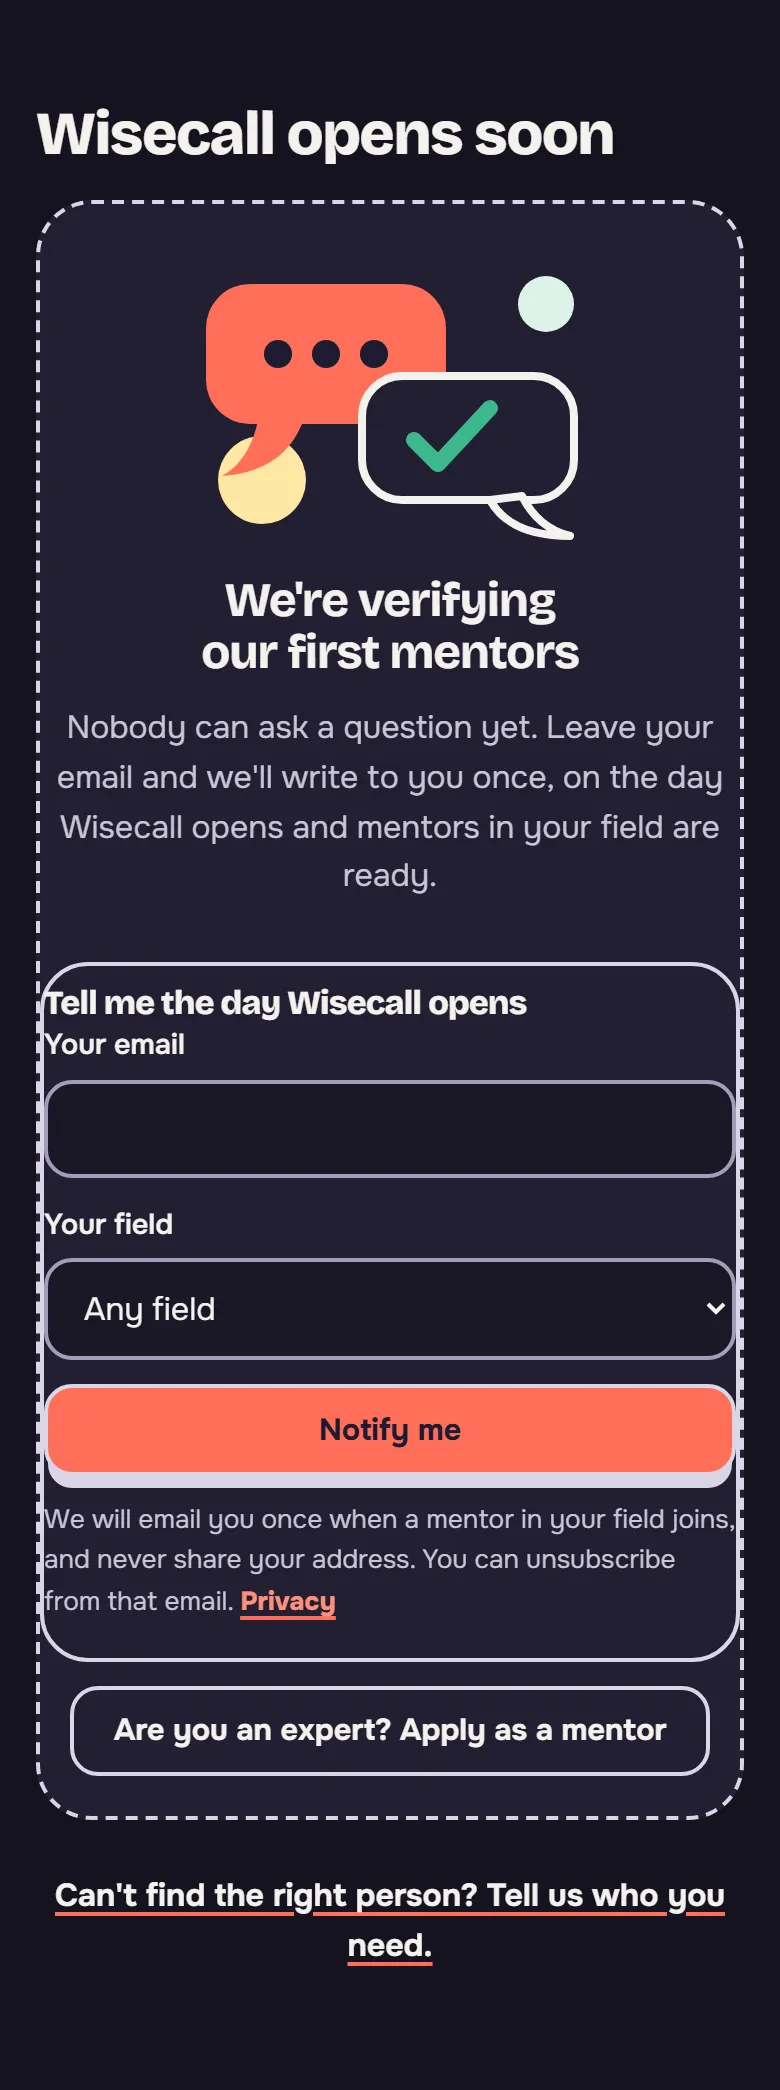 Wisecall opens soon
We're verifying
our first mentors
Nobody can ask a question yet. Leave your
email and we'll write to you once, on the day
Wisecall opens and mentors in your field are
ready.
Tell me the day Wisecall opens
Your email
Your field
Any field
Notify me
We will email you once when a mentor in your field joins,
and never share your address. You can unsubscribe
from that email. Privacy
Are you an expert? Apply as a mentor
Can't find the right person? Tell us who you
need.